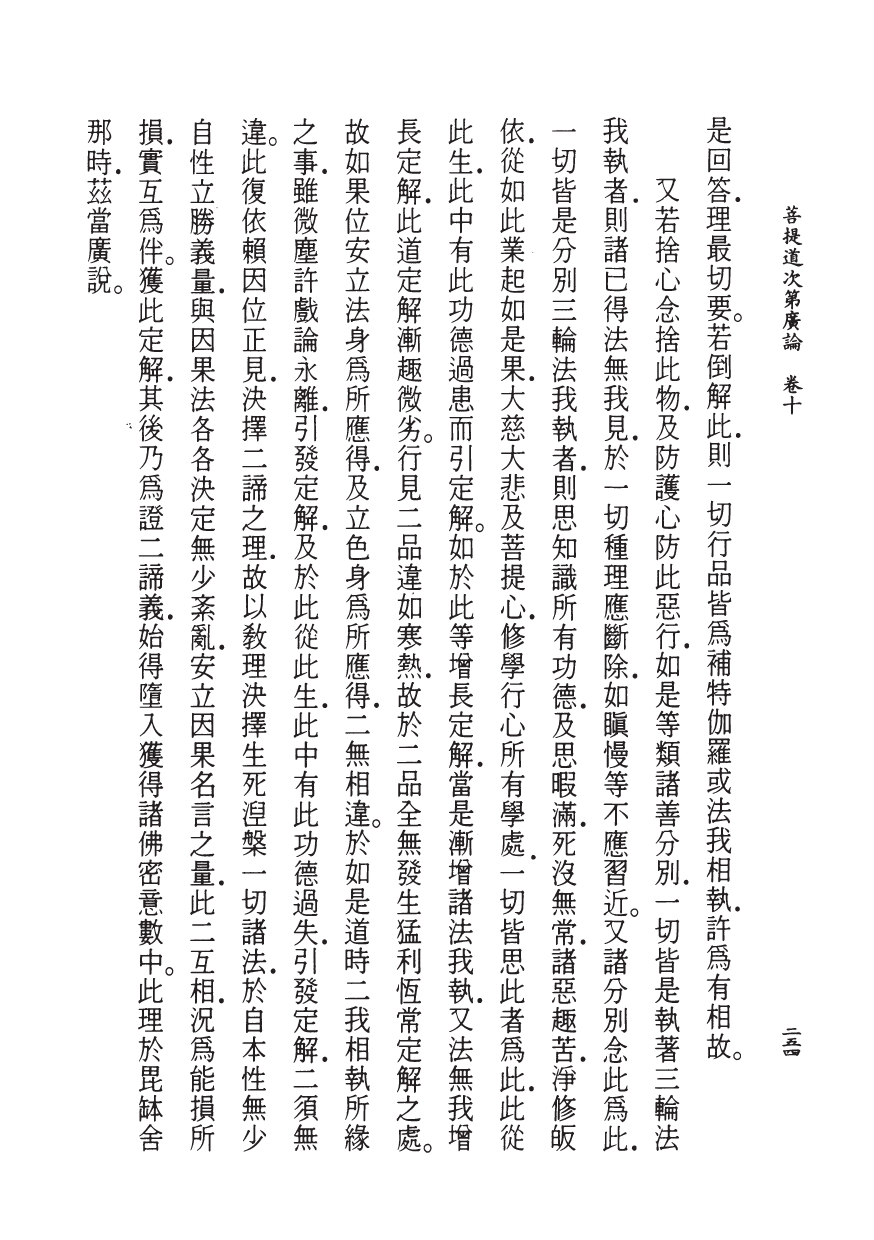 菩提道次第廣論　卷十
二五四
是回答．理最切要。若倒解此．則一切行品皆爲補特伽羅或法我相執．許爲有相故。
又若捨心念捨此物．及防護心防此惡行．如是等類諸善分別．一切皆是執著三輪法
我執者．則諸已得法無我見．於一切種理應斷除．如瞋慢等不應習近。又諸分別念此爲此．
一切皆是分別三輪法我執者．則思知識所有功德．及思暇滿．死沒無常．諸惡趣苦．淨修皈
依．從如此業起如是果．大慈大悲及菩提心．修學行心所有學處．一切皆思此者爲此．此從
此生．此中有此功德過患而引定解。如於此等增長定解．當是漸增諸法我執．又法無我增
長定解．此道定解漸趣微劣。行見二品違如寒熱．故於二品全無發生猛利恆常定解之處。
故如果位安立法身爲所應得．及立色身爲所應得．二無相違。於如是道時二我相執所緣
之事．雖微塵許戲論永離．引發定解．及於此從此生．此中有此功德過失．引發定解．二須無
違。此復依賴因位正見．決擇二諦之理．故以教理決擇生死湼槃一切諸法．於自本性無少
自性立勝義量．與因果法各各決定無少紊亂．安立因果名言之量．此二互相．況爲能損所
損．實互爲伴。獲此定解．其後乃爲證二諦義．始得墮入獲得諸佛密意數中。此理於毘鉢舍
那時．茲當廣說。